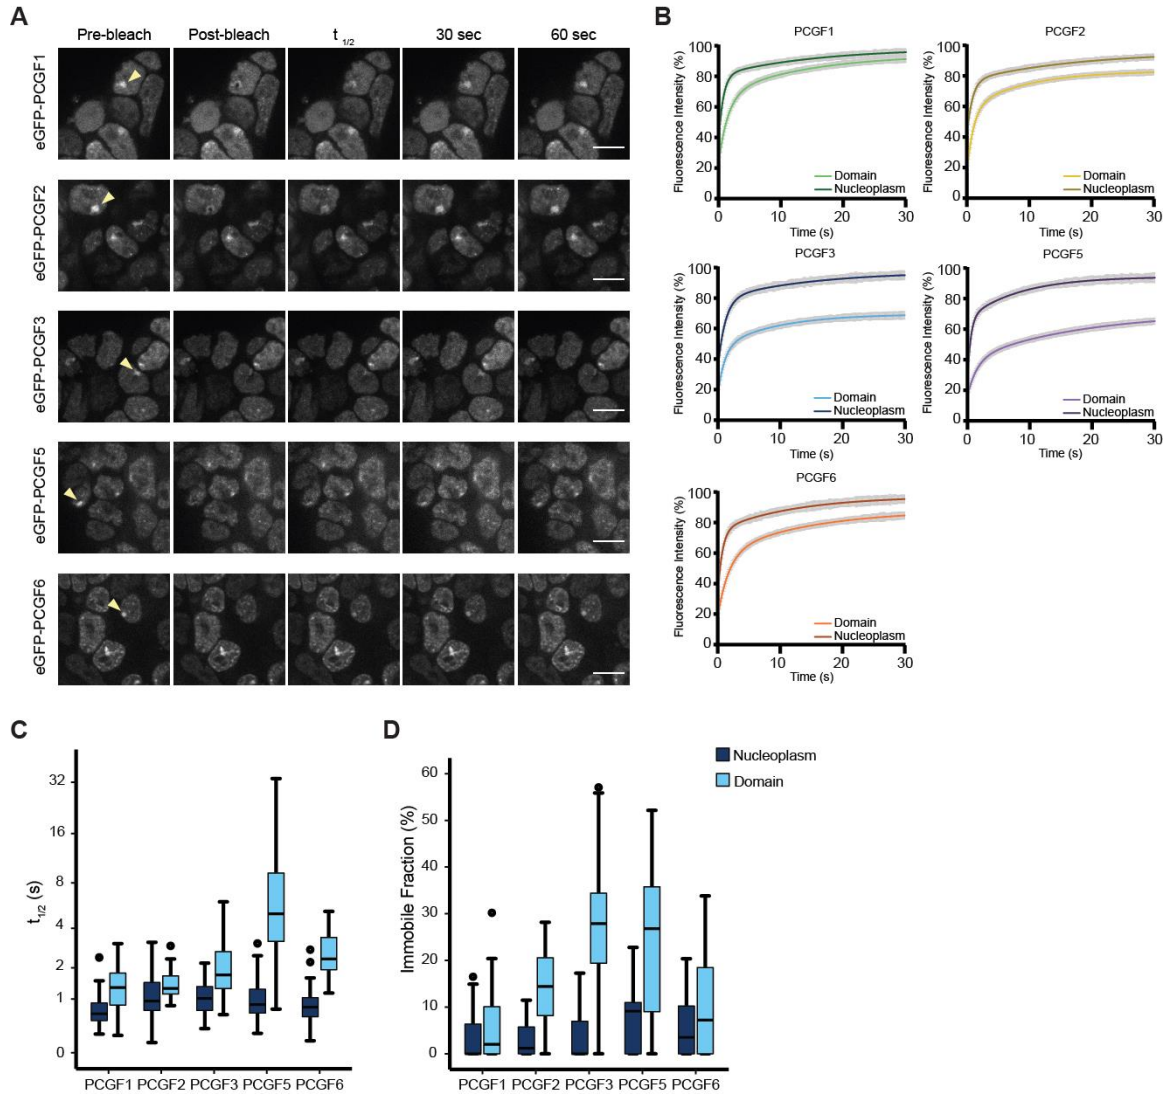 A
Pre-bleach Post-bleach t 1/2 30 sec 60 sec
eGFP-PCGF1
eGFP-PCGF2
eGFP-PCGF3
eGFP-PCGF5
eGFP-PCGF6
B
PCGF1
Fluorescence Intensity (%)
100
80
60
40
20
0
Domain
Nucleoplasm
0 10 20 30
Time (s)
PCGF2
Fluorescence Intensity (%)
100
80
60
40
20
0
Domain
Nucleoplasm
0 10 20 30
Time (s)
PCGF3
Fluorescence Intensity (%)
100
80
60
40
20
0
Domain
Nucleoplasm
0 10 20 30
Time (s)
PCGF5
Fluorescence Intensity (%)
100
80
60
40
20
0
Domain
Nucleoplasm
0 10 20 30
Time (s)
PCGF6
Fluorescence Intensity (%)
100
80
60
40
20
0
Domain
Nucleoplasm
0 10 20 30
Time (s)
C
t1/2 (s)
32
16
8
4
2
1
0
PCGF1 PCGF2 PCGF3 PCGF5 PCGF6
D
Immobile Fraction (%)
60
50
40
30
20
10
0
PCGF1 PCGF2 PCGF3 PCGF5 PCGF6
Nucleoplasm
Domain